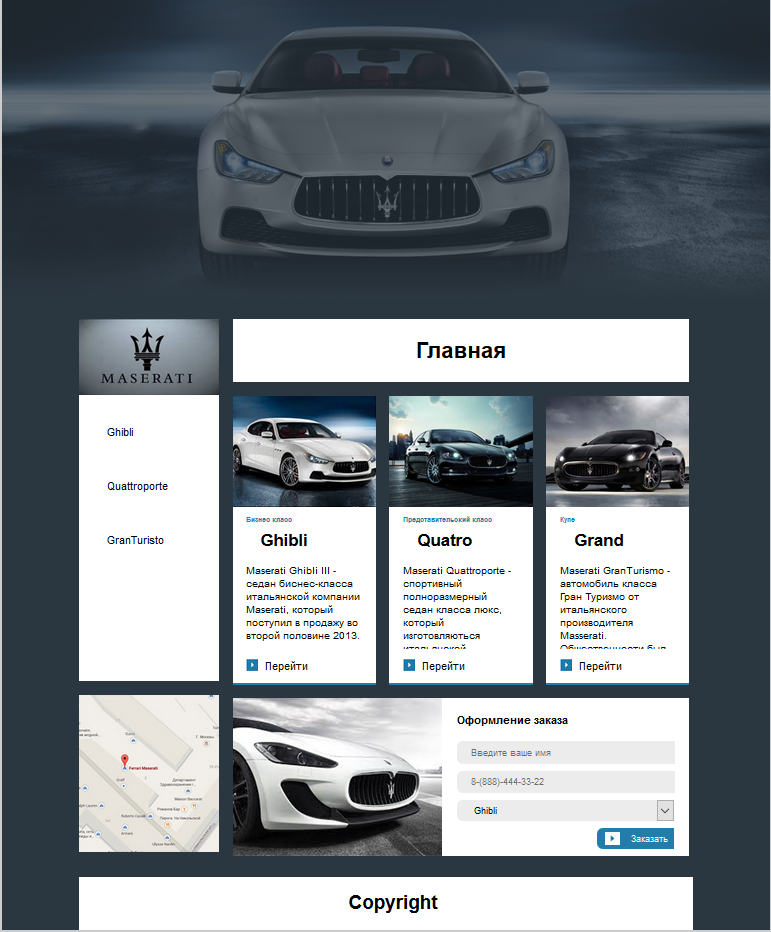 MASERATI
Ghibli
Quattroporte
GranTuristo
Главная
Бизнес класс
Ghibli
Maserati Ghibli III -
седан биснес-класса
итальянской компании
Maserati, который
поступил в продажу во
второй половине 2013.
Перейти
Представительский класс
Quatro
Maserati Quattroporte -
спортивный
полноразмерный
седан класса люкс,
который
изготовляються
итальянской
Перейти
Купе
Grand
Maserati GranTurismo -
автомобиль класса
Гран Туризмо от
итальянского
производителя
Masserati.
Общественности был
Перейти
Ferrari Maserati
Оформление заказа
Введите ваше имя
8-(888)-444-33-22
Ghibli
Заказать
Copyright